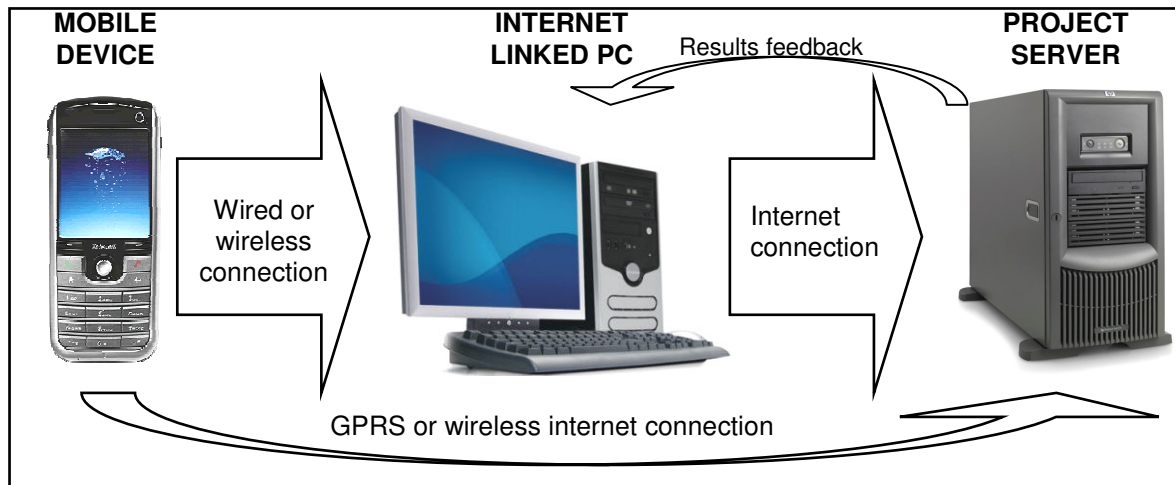 MOBILE
DEVICE
INTERNET
LINKED PC
PROJECT
SERVER
Results feedback
Wired or
wireless
connection
Internet
connection
GPRS or wireless internet connection